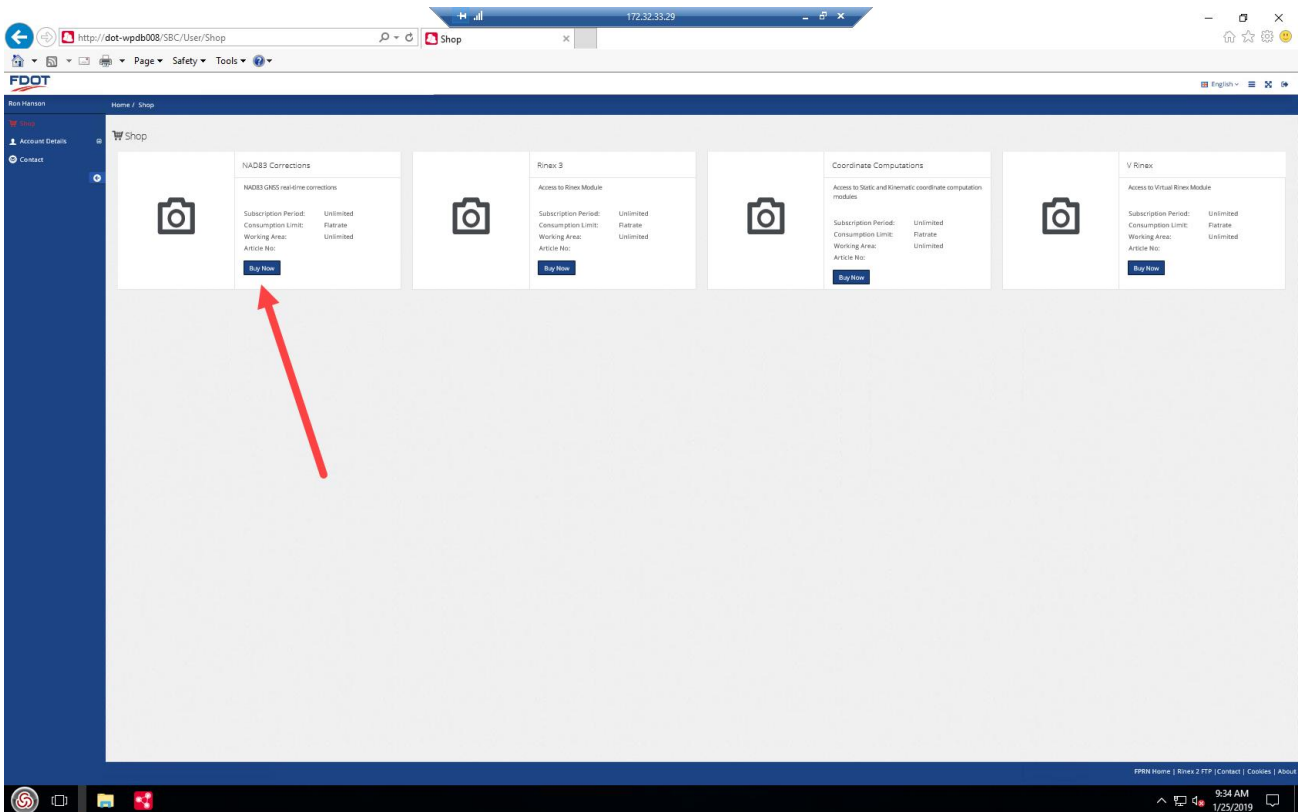 172.32.33.29
http://dot-wpdb008/SBC/User/Shop
Shop
Page Safety Tools
FDOT
English
Ron Hanson
Home / Shop
Shop
Account Details
Contact
Shop
NAD83 Corrections
NAD83 GNSS real-time corrections
Subscription Period: Unlimited
Consumption Limit: Flatrate
Working Area: Unlimited
Article No:
Buy Now
Rinex 3
Access to Rinex Module
Subscription Period: Unlimited
Consumption Limit: Flatrate
Working Area: Unlimited
Article No:
Buy Now
Coordinate Computations
Access to Static and Kinematic coordinate computation
modules
Subscription Period: Unlimited
Consumption Limit: Flatrate
Working Area: Unlimited
Article No:
Buy Now
V Rinex
Access to Virtual Rinex Module
Subscription Period: Unlimited
Consumption Limit: Flatrate
Working Area: Unlimited
Article No:
Buy Now
FPRN Home | Rinex 2 FTP |Contact | Cookies | About
9:34 AM
1/25/2019